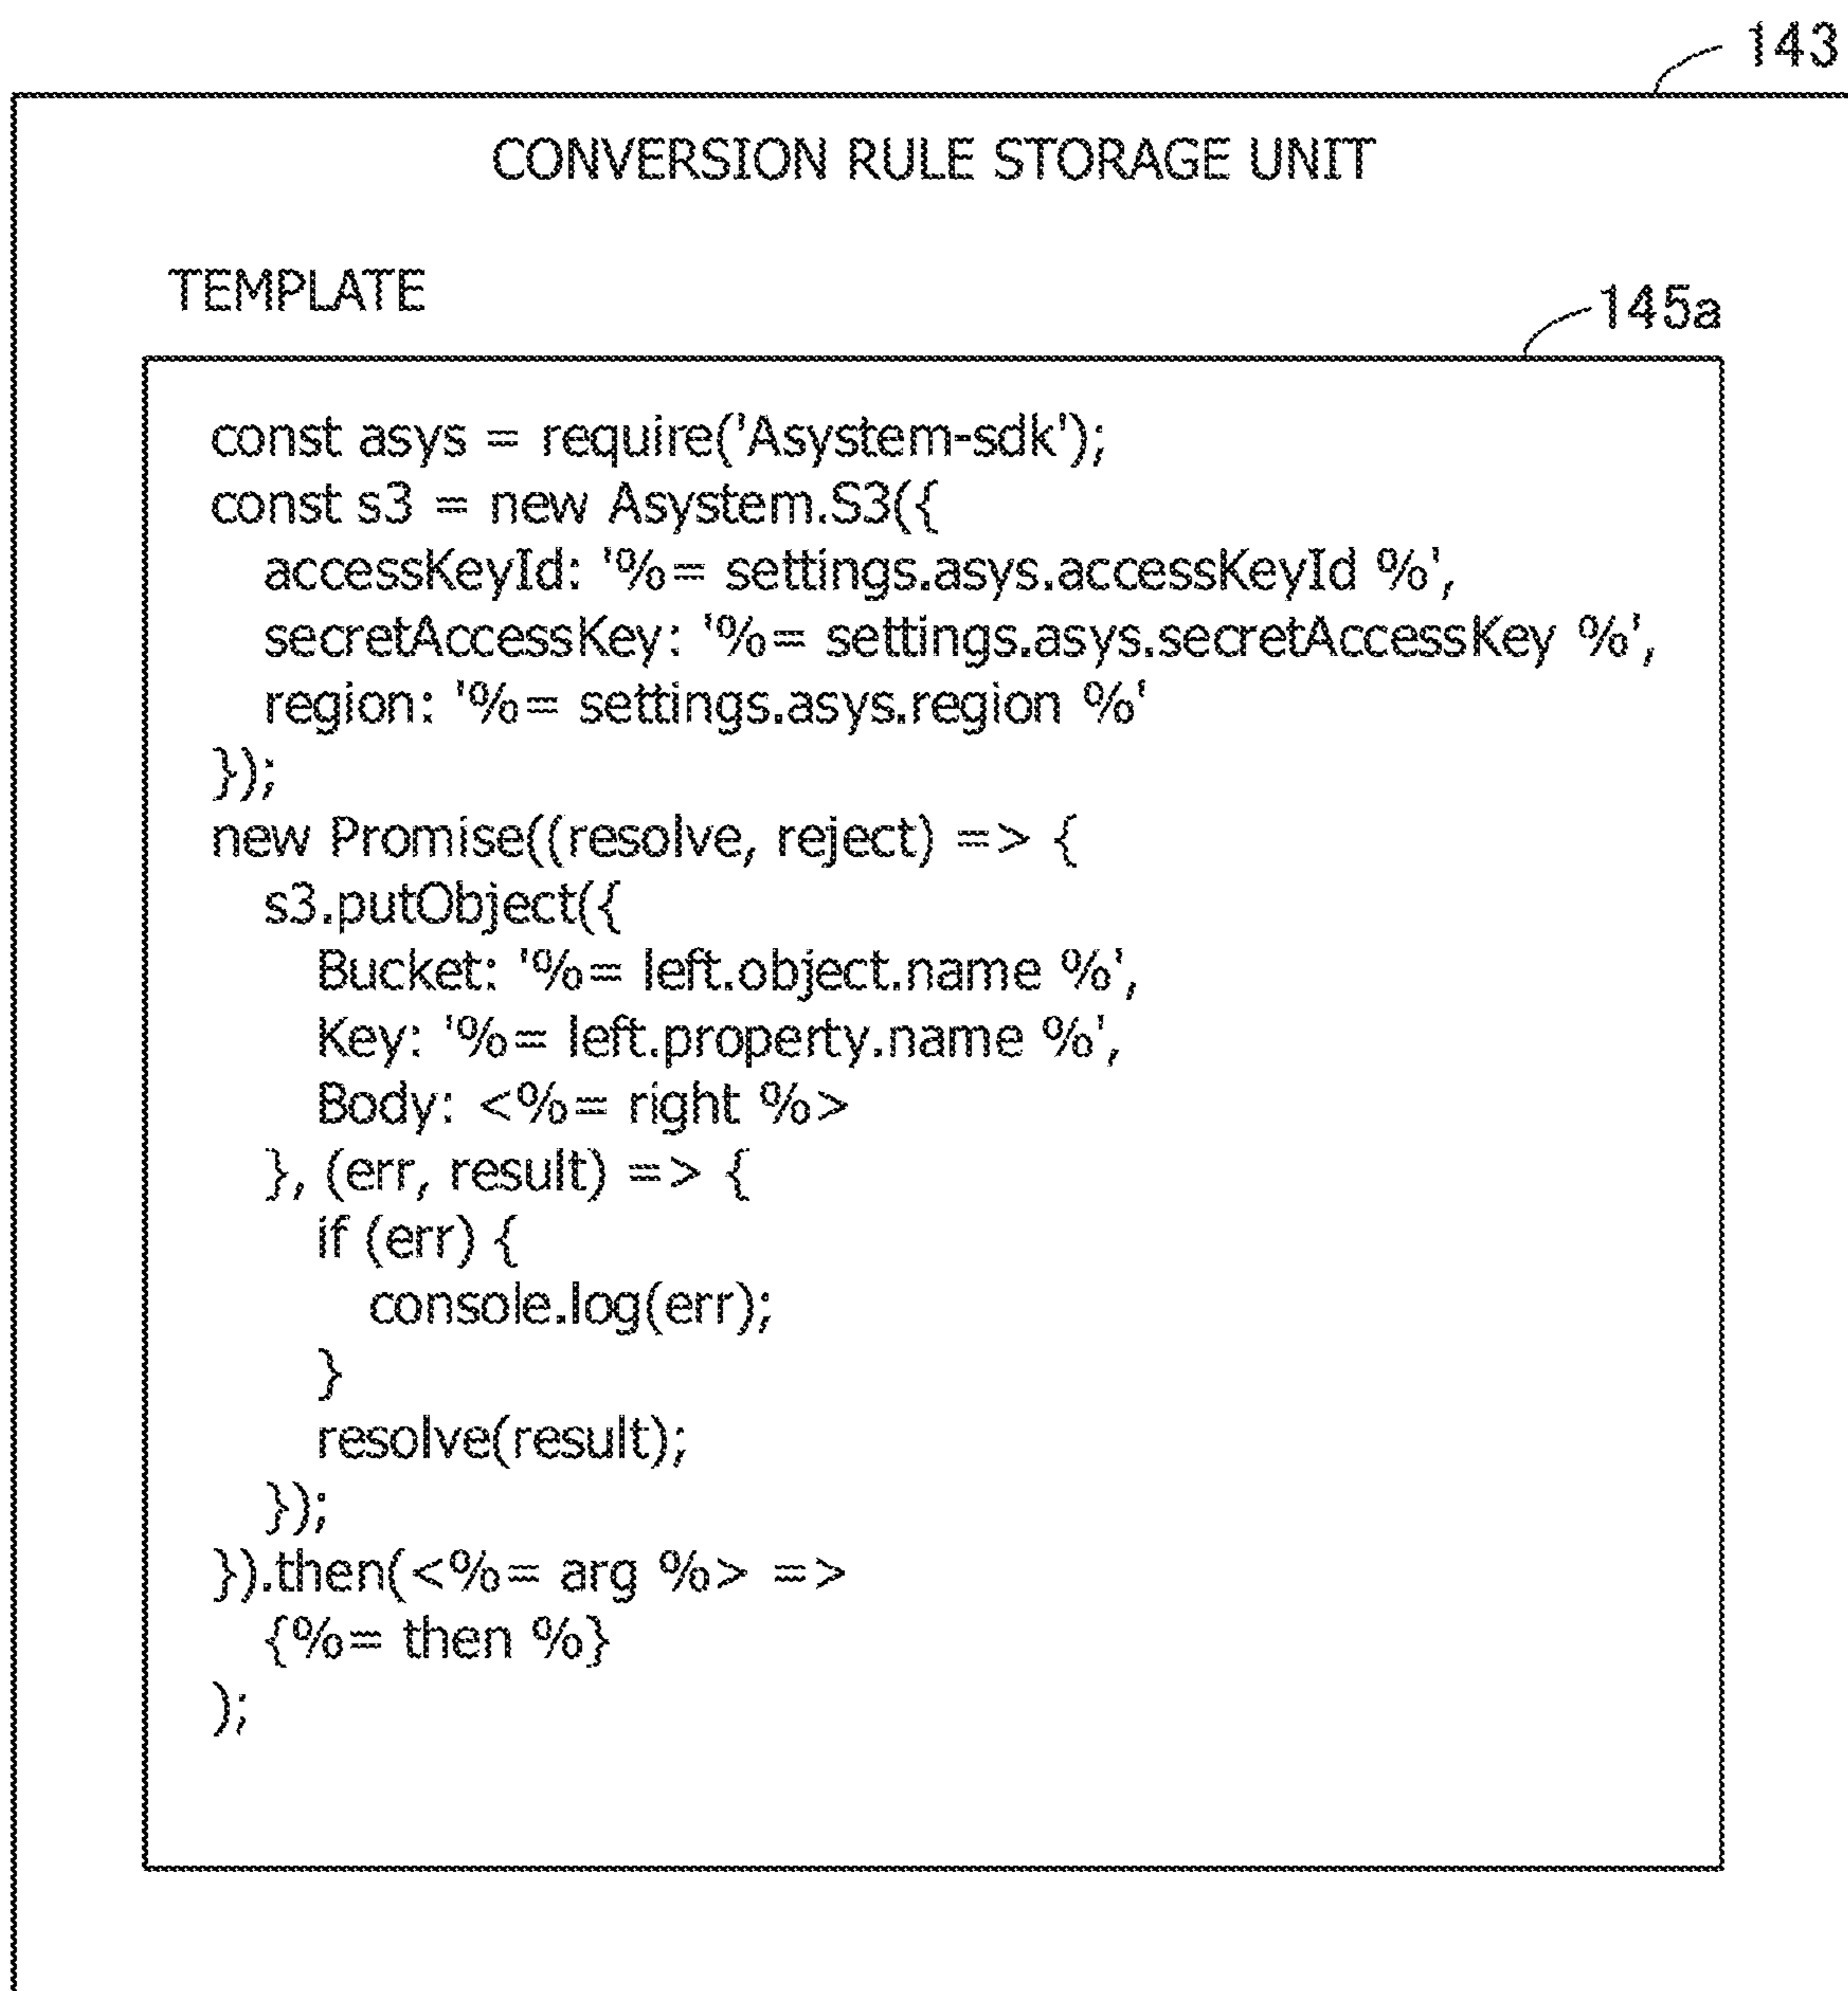 143
CONVERSION RULE STORAGE UNIT
TEMPLATE
145a
const asys = require('Asystem-sdk');
const s3 = new Asystem.S3({
  accessKeyId: '%= settings.asys.accessKeyId %',
  secretAccessKey: '%= settings.asys.secretAccessKey %',
  region: '%= settings.asys.region %'
});
new Promise((resolve, reject) => {
  s3.putObject({
    Bucket: '%= left.object.name %',
    Key: '%= left.property.name %',
    Body: <%= right %>
  }, (err, result) => {
    if (err) {
      console.log(err);
    }
    resolve(result);
  });
}).then(<%= arg %> =>
  {%= then %}
);